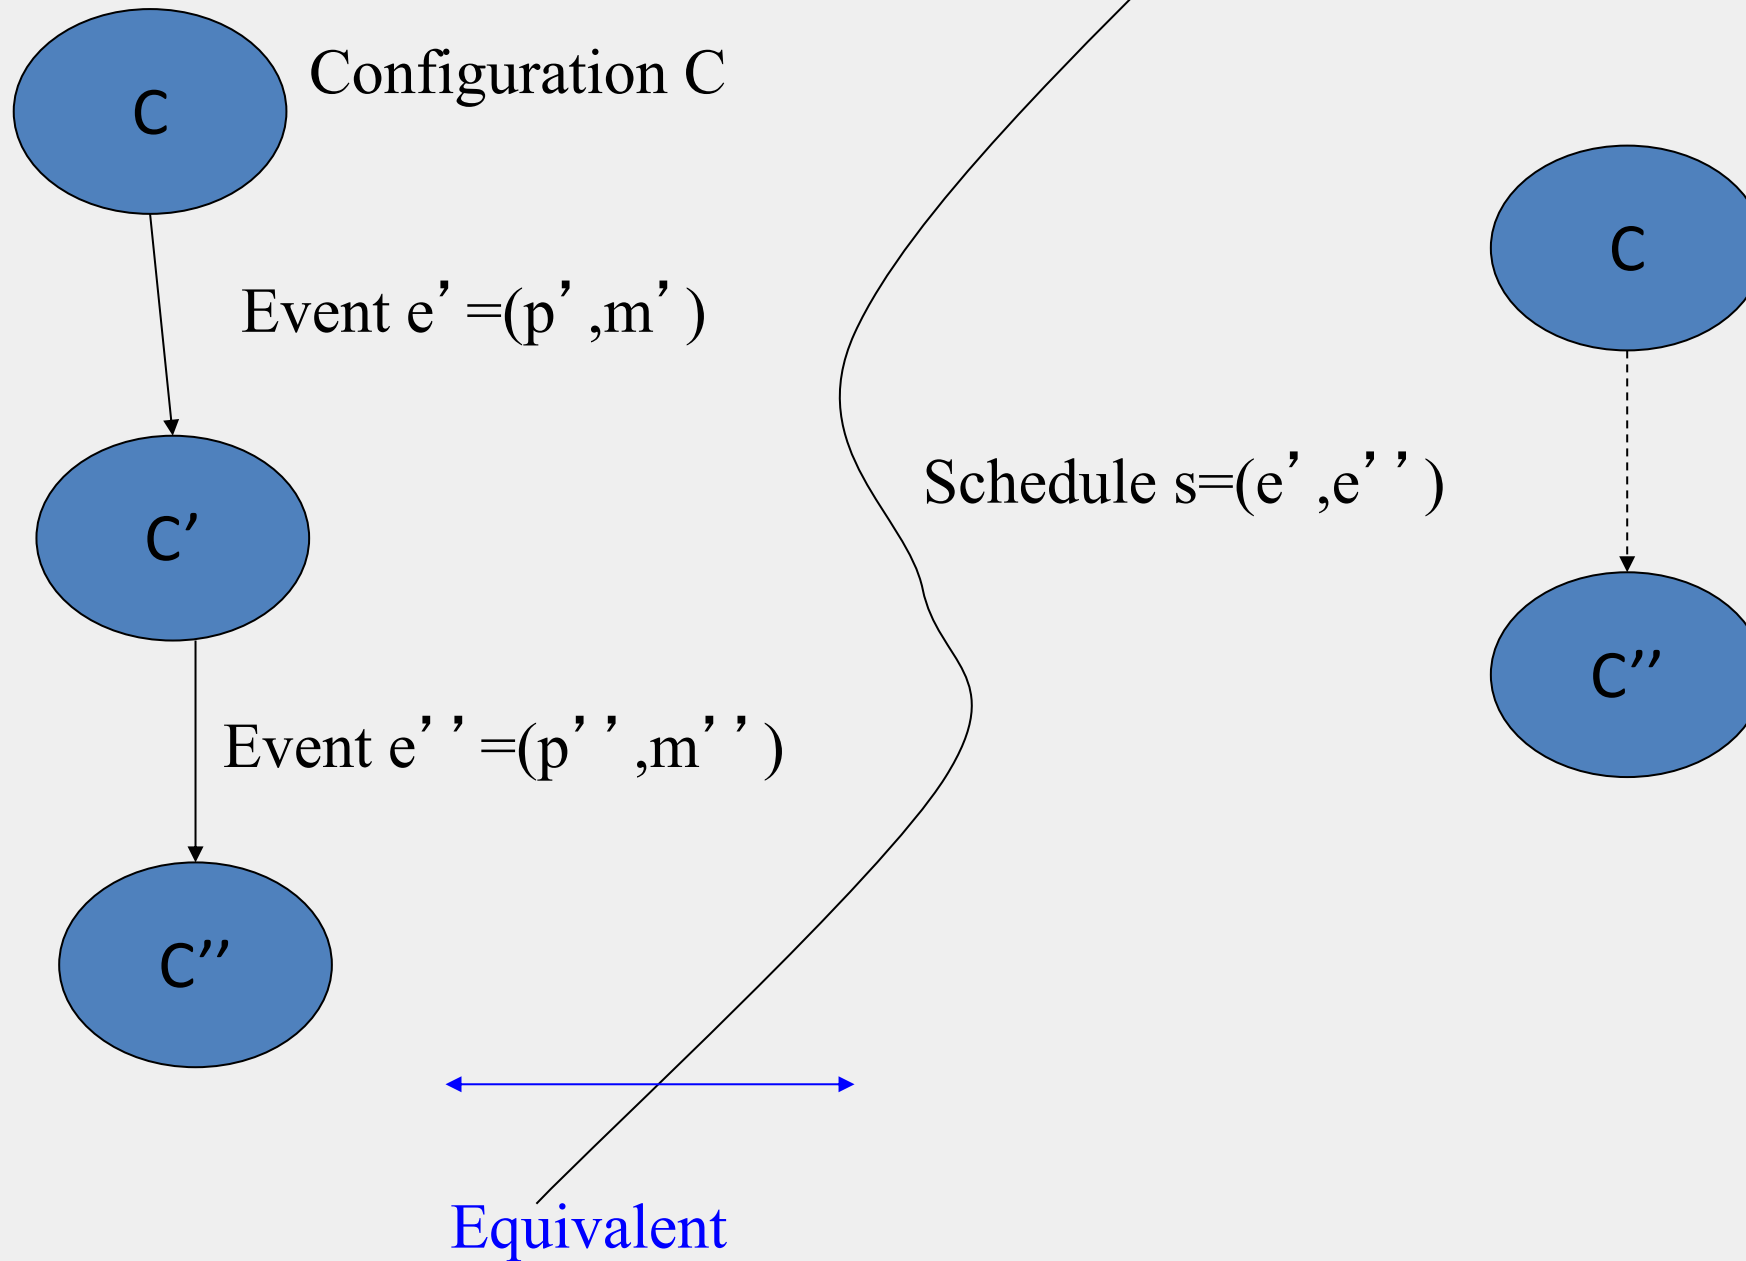 C
Configuration C
Event e’=(p’,m’)
C’
Event e’’=(p’’,m’’)
C’’
Equivalent
Schedule s=(e’,e’’)
C
C’’